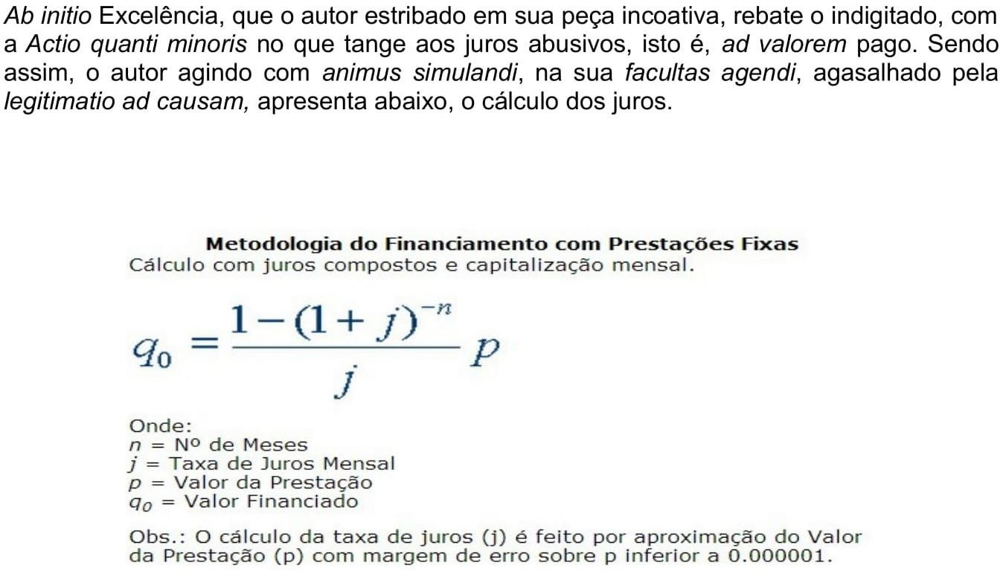 Ab initio Excelência, que o autor estribado em sua peça incoativa, rebate o indigitado, com
a Actio quanti minoris no que tange aos juros abusivos, isto é, ad valorem pago. Sendo
assim, o autor agindo com animus simulandi, na sua facultas agendi, agasalhado pela
legitimatio ad causam, apresenta abaixo, o cálculo dos juros.
Metodologia do Financiamento com Prestações Fixas
Cálculo com juros compostos e capitalização mensal.
q₀ = \frac{1-(1+j)^{-n}}{j} p
Onde:
n = Nº de Meses
j = Taxa de Juros Mensal
p = Valor da Prestação
q₀ = Valor Financiado
Obs.: O cálculo da taxa de juros (j) é feito por aproximação do Valor
da Prestação (p) com margem de erro sobre p inferior a 0.000001.